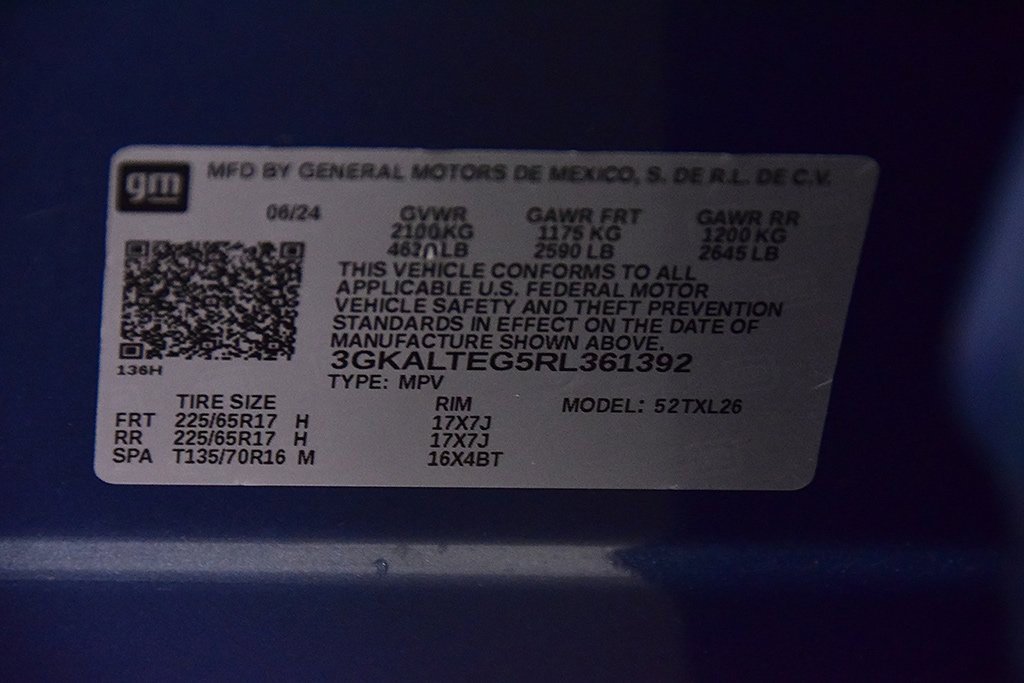 gm MFD BY GENERAL MOTORS DE MEXICO, S. DE R.L. DE C.V.
06/24 GVWR GAWR FRT GAWR RR
2100 KG 1175 KG 1200 KG
LB 2590 LB 2645 LB
THIS VEHICLE CONFORMS TO ALL
APPLICABLE U.S. FEDERAL MOTOR
VEHICLE SAFETY AND THEFT PREVENTION
STANDARDS IN EFFECT ON THE DATE OF
MANUFACTURE SHOWN ABOVE.
3GKALTEG5RL361392
136H
TYPE: MPV
TIRE SIZE RIM MODEL: 52TXL26
FRT 225/65R17 H 17X7J
RR 225/65R17 H 17X7J
SPA T135/70R16 M 16X4BT